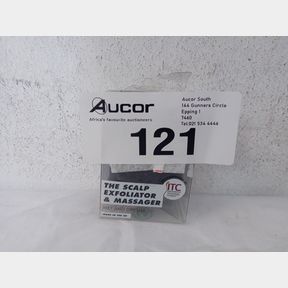 Aucor
Africa's favourite auctioneers
Aucor South
166 Gunners Circle
Epping 1
7460
Tel:021 534 4446
121
THE SCALP
EXFOLIATOR
& MASSAGER
ITC